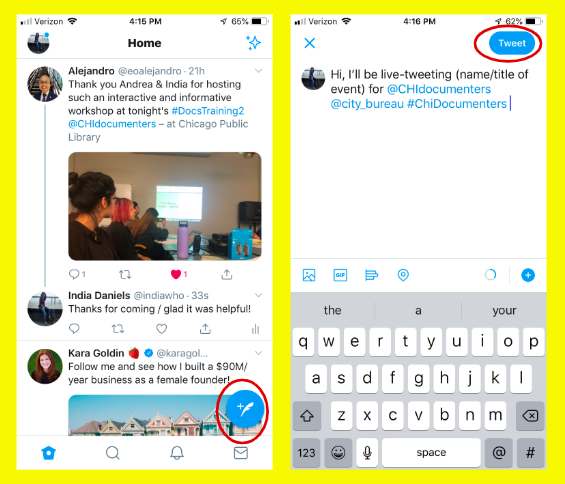 Verizon 4:15 PM 65%
Home
Alejandro @eoalejandro · 21h
Thank you Andrea & India for hosting
such an interactive and informative
workshop at tonight's #DocsTraining2
@CHIdocumenters – at Chicago Public
Library
1 1
India Daniels @indiawho · 33s
Thanks for coming / glad it was helpful!
Kara Goldin 🍓 @karagol...
Follow me and see how I built a $90M/
year business as a female founder!
Verizon 4:16 PM 62%
Tweet
Hi, I'll be live-tweeting (name/title of
event) for @CHIdocumenters
@city_bureau #ChiDocumenters
GIF
the a your
q w e r t y u i o p
a s d f g h j k l
z x c v b n m
123 space @ #